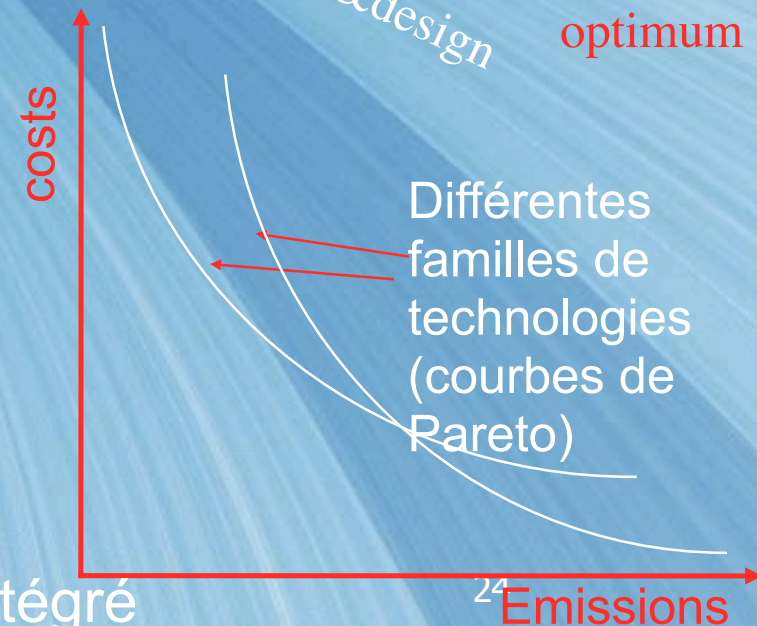 &design
optimum
costs
Différentes
familles de
technologies
(courbes de
Pareto)
24
tégré
Emissions